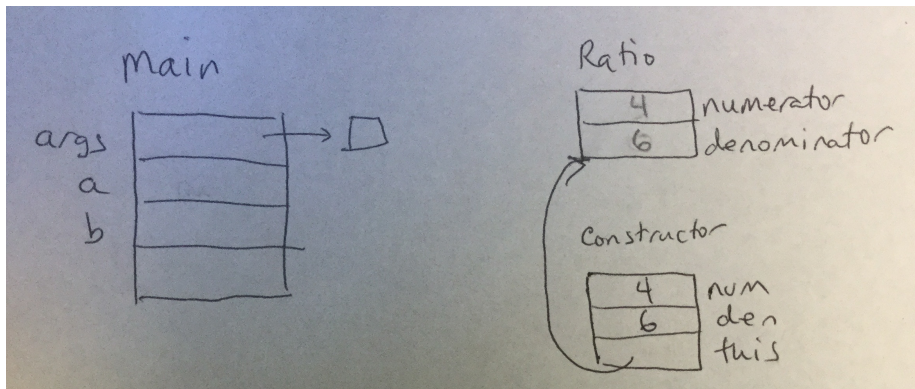 Main
args
a
b
Ratio
4 numerator
6 denominator
Constructor
4 num
6 den
this